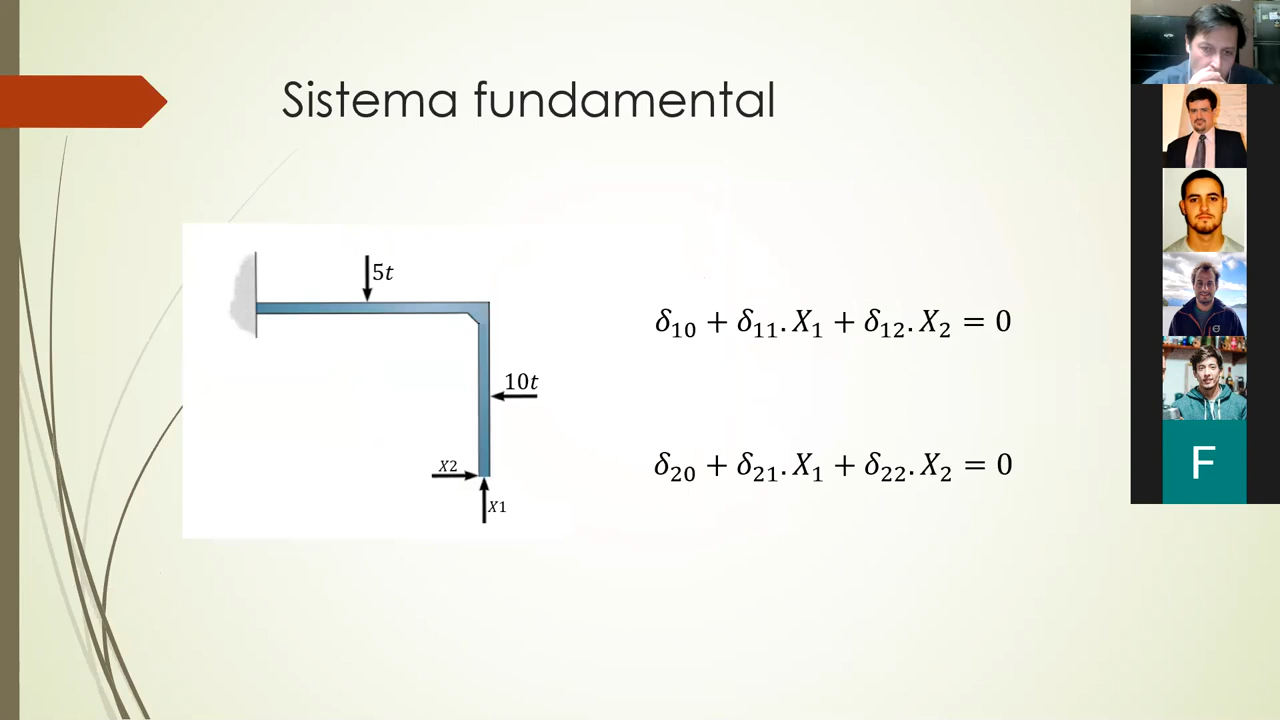 Sistema fundamental
5t
10t
X2
X1
δ₁₀ + δ₁₁. X₁ + δ₁₂. X₂ = 0
δ₂₀ + δ₂₁. X₁ + δ₂₂. X₂ = 0
F